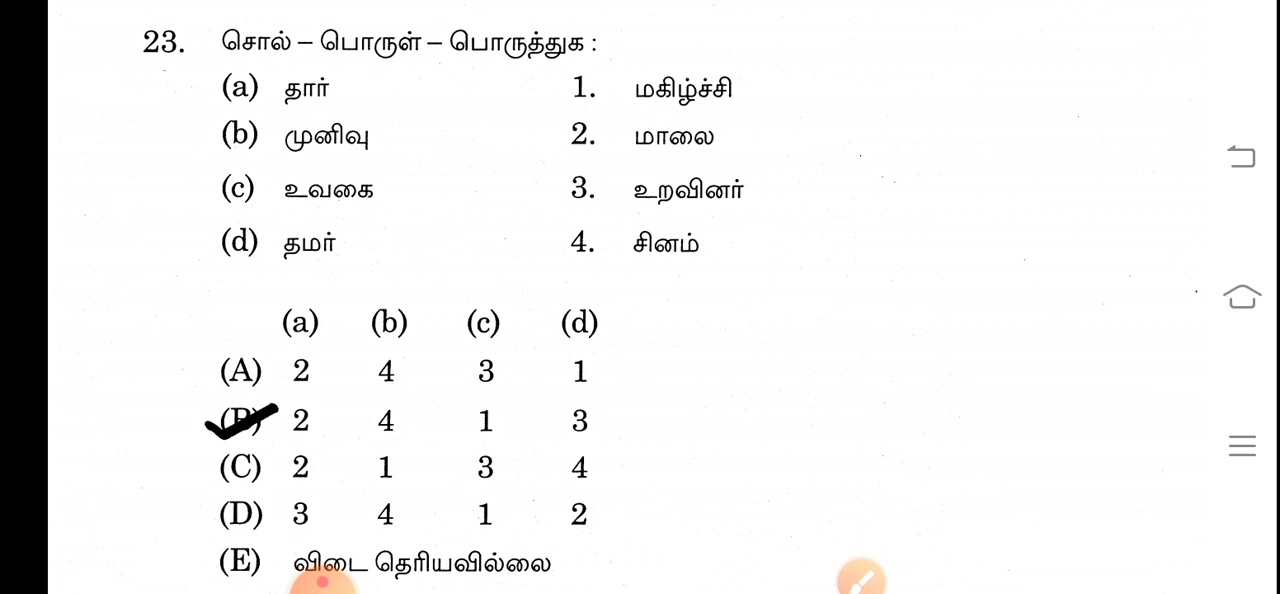 23. சொல் – பொருள் – பொருத்துக :
(a) தார் 1. மகிழ்ச்சி
(b) முனிவு 2. மாலை
(c) உவகை 3. உறவினர்
(d) தமர் 4. சினம்
(a) (b) (c) (d)
(A) 2 4 3 1
(B) 2 4 1 3
(C) 2 1 3 4
(D) 3 4 1 2
(E) விடை தெரியவில்லை